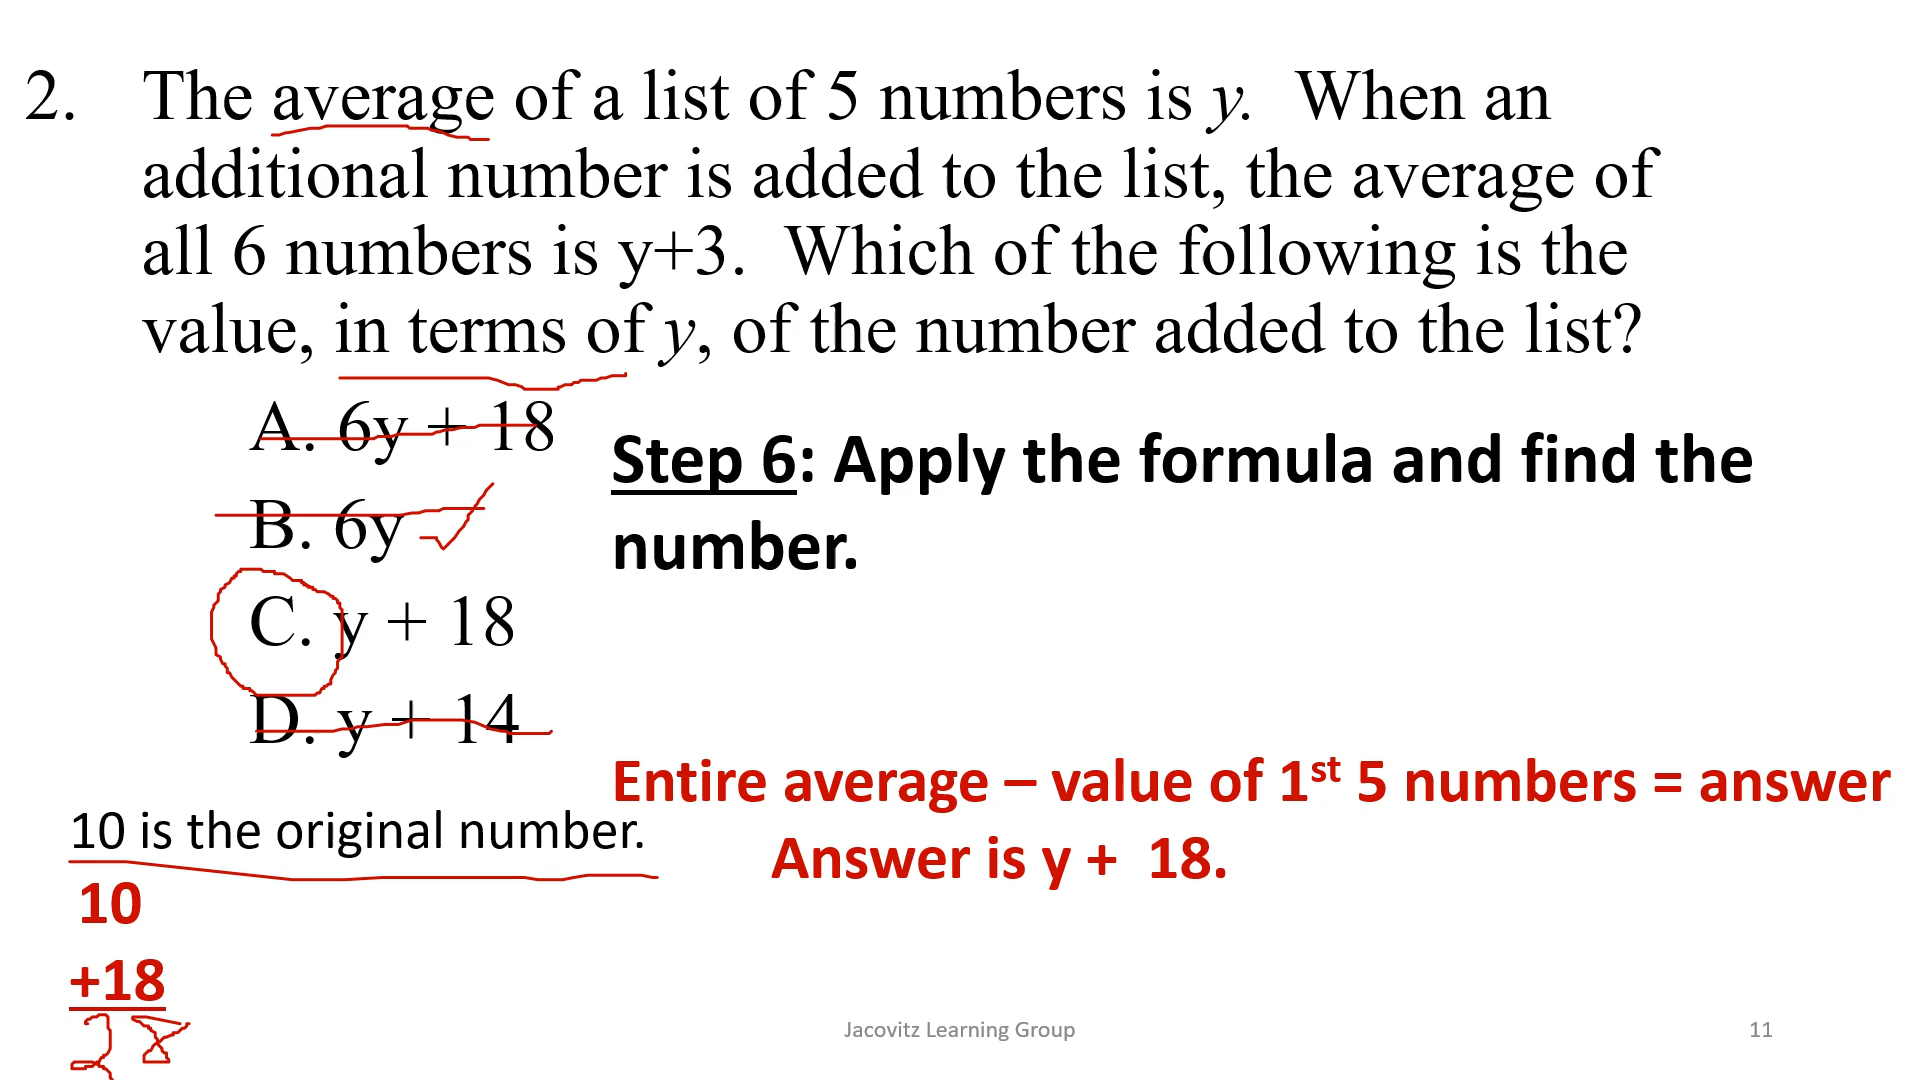 2. The average of a list of 5 numbers is y. When an
additional number is added to the list, the average of
all 6 numbers is y+3. Which of the following is the
value, in terms of y, of the number added to the list?
A. 6y + 18
B. 6y
C. y + 18
D. y + 14
Step 6: Apply the formula and find the
number.
Entire average – value of 1st 5 numbers = answer
Answer is y + 18.
10 is the original number.
10
+18
28
Jacovitz Learning Group
11